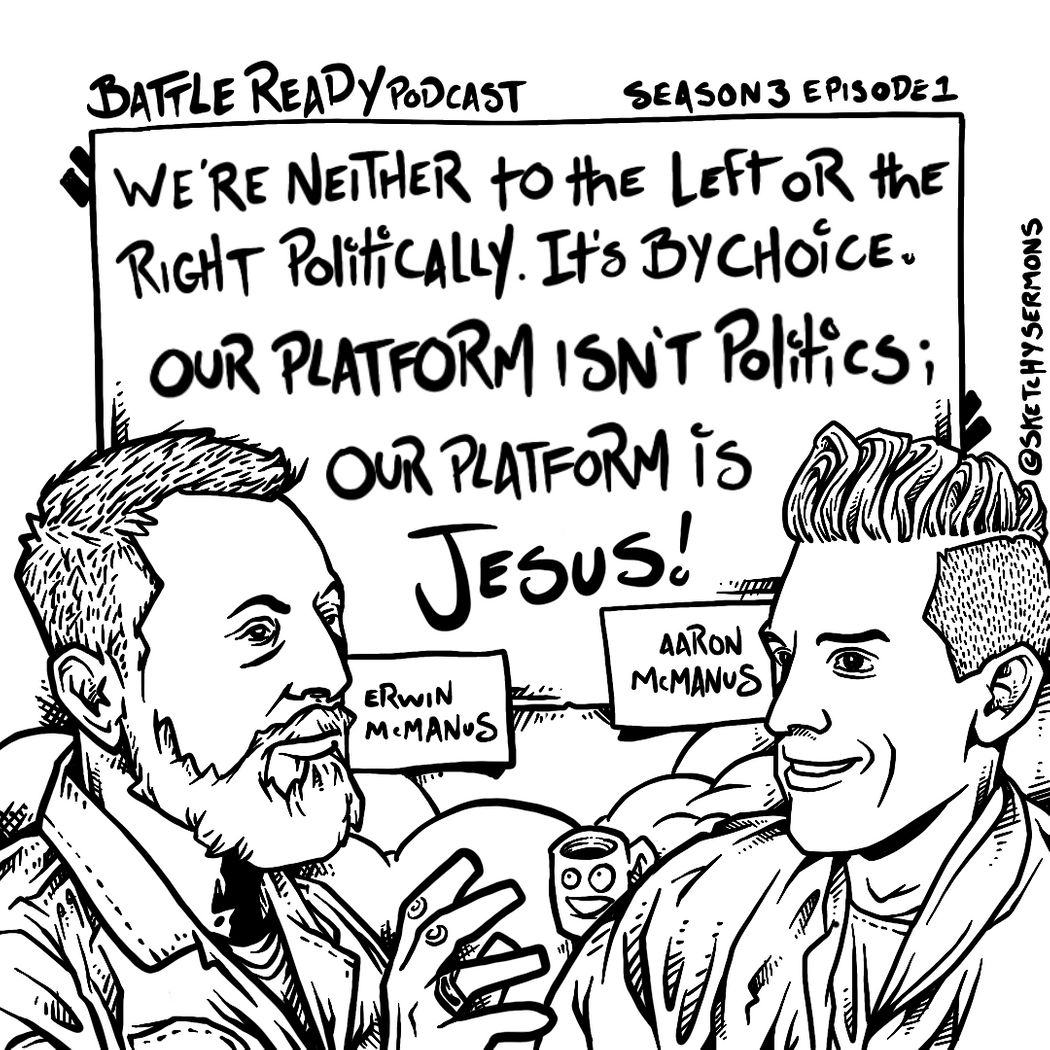 BATTLE READY PODCAST SEASON 3 EPISODE 1
WE'RE NEITHER to the LEFT OR the
RIGHT POlitiCALLY. It's BY CHOiCE.
OUR PLATFORM ISN'T POlitiCS;
OUR PLATFORM iS
JESUS!
@SKETCHYSERMONS
AARON
McMANUS
ERWIN
McMANUS